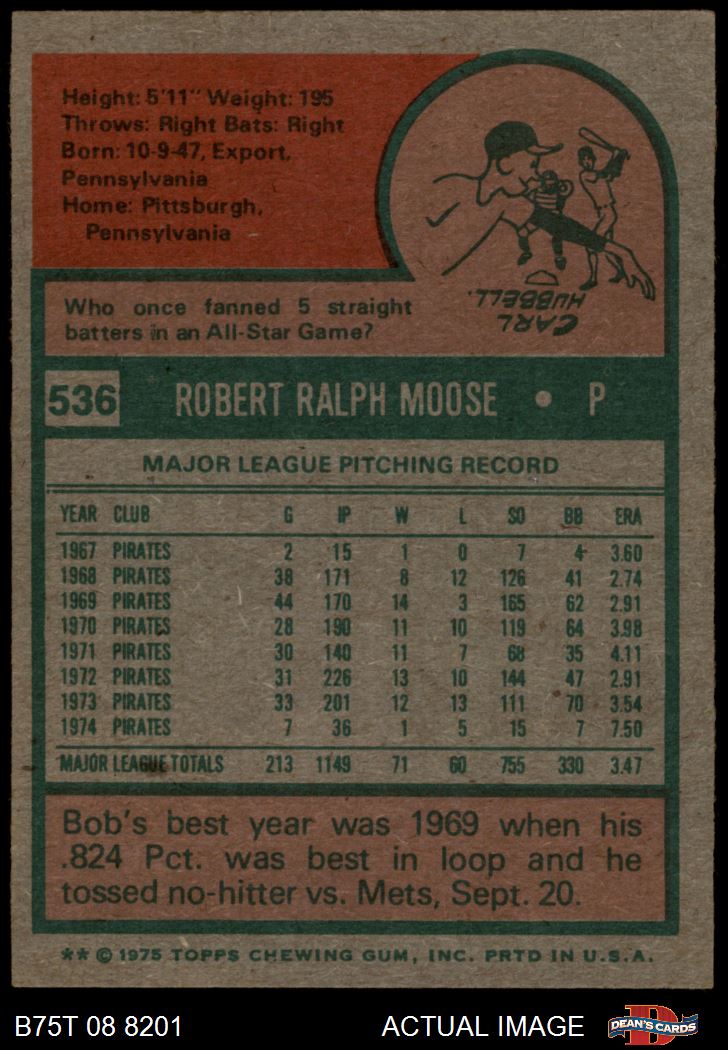 Height: 5'11" Weight: 195
Throws: Right Bats: Right
Born: 10-9-47, Export,
Pennsylvania
Home: Pittsburgh,
Pennsylvania
CARL
HUBBELL.
Who once fanned 5 straight
batters in an All-Star Game?
536 ROBERT RALPH MOOSE • P
MAJOR LEAGUE PITCHING RECORD
YEAR CLUB G IP W L SO BB ERA
1967 PIRATES 2 15 1 0 7 4 3.60
1968 PIRATES 38 171 8 12 126 41 2.74
1969 PIRATES 44 170 14 3 165 62 2.91
1970 PIRATES 28 190 11 10 119 64 3.98
1971 PIRATES 30 140 11 7 68 35 4.11
1972 PIRATES 31 226 13 10 144 47 2.91
1973 PIRATES 33 201 12 13 111 70 3.54
1974 PIRATES 7 36 1 5 15 7 7.50
MAJOR LEAGUE TOTALS 213 1149 71 60 755 330 3.47
Bob's best year was 1969 when his
.824 Pct. was best in loop and he
tossed no-hitter vs. Mets, Sept. 20.
** © 1975 TOPPS CHEWING GUM, INC. PRTD IN U.S.A.
B75T 08 8201 ACTUAL IMAGE D DEAN'S CARDS